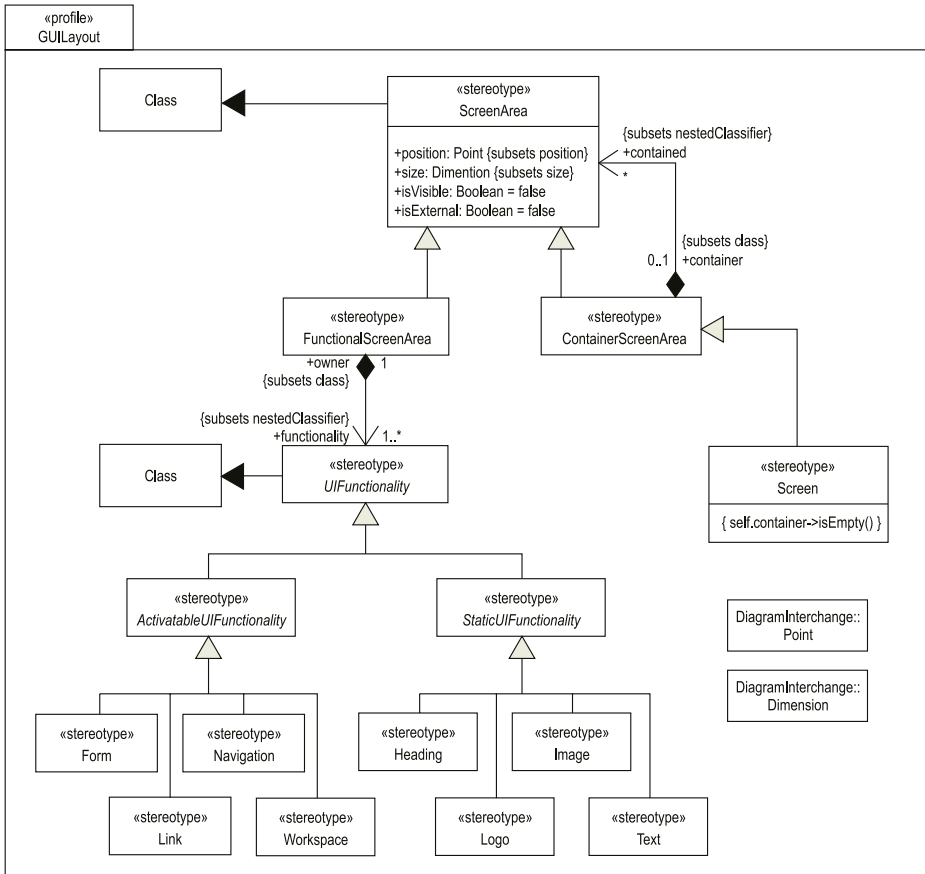 «profile»
GUILayout
Class
«stereotype»
ScreenArea
+position: Point {subsets position}
+size: Dimention {subsets size}
+isVisible: Boolean = false
+isExternal: Boolean = false
{subsets nestedClassifier}
+contained
*
{subsets class}
0..1 +container
«stereotype»
FunctionalScreenArea
«stereotype»
ContainerScreenArea
+owner 1
{subsets class}
{subsets nestedClassifier}
+functionality 1..*
Class
«stereotype»
UIFunctionality
«stereotype»
Screen
{ self.container->isEmpty() }
«stereotype»
ActivatableUIFunctionality
«stereotype»
StaticUIFunctionality
DiagramInterchange::
Point
DiagramInterchange::
Dimension
«stereotype»
Form
«stereotype»
Navigation
«stereotype»
Heading
«stereotype»
Image
«stereotype»
Link
«stereotype»
Workspace
«stereotype»
Logo
«stereotype»
Text